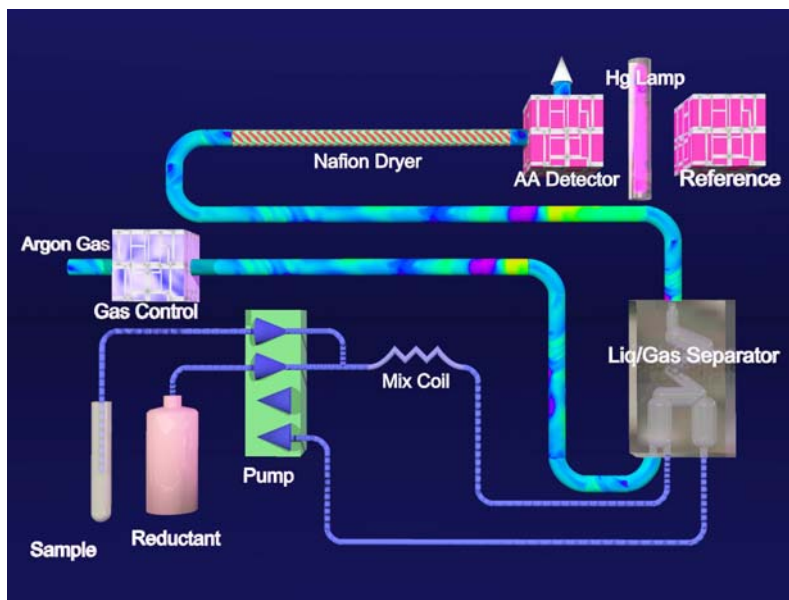 Hg Lamp
Nafion Dryer
AA Detector
Reference
Argon Gas
Gas Control
Liq/Gas Separator
Mix Coil
Pump
Sample
Reductant